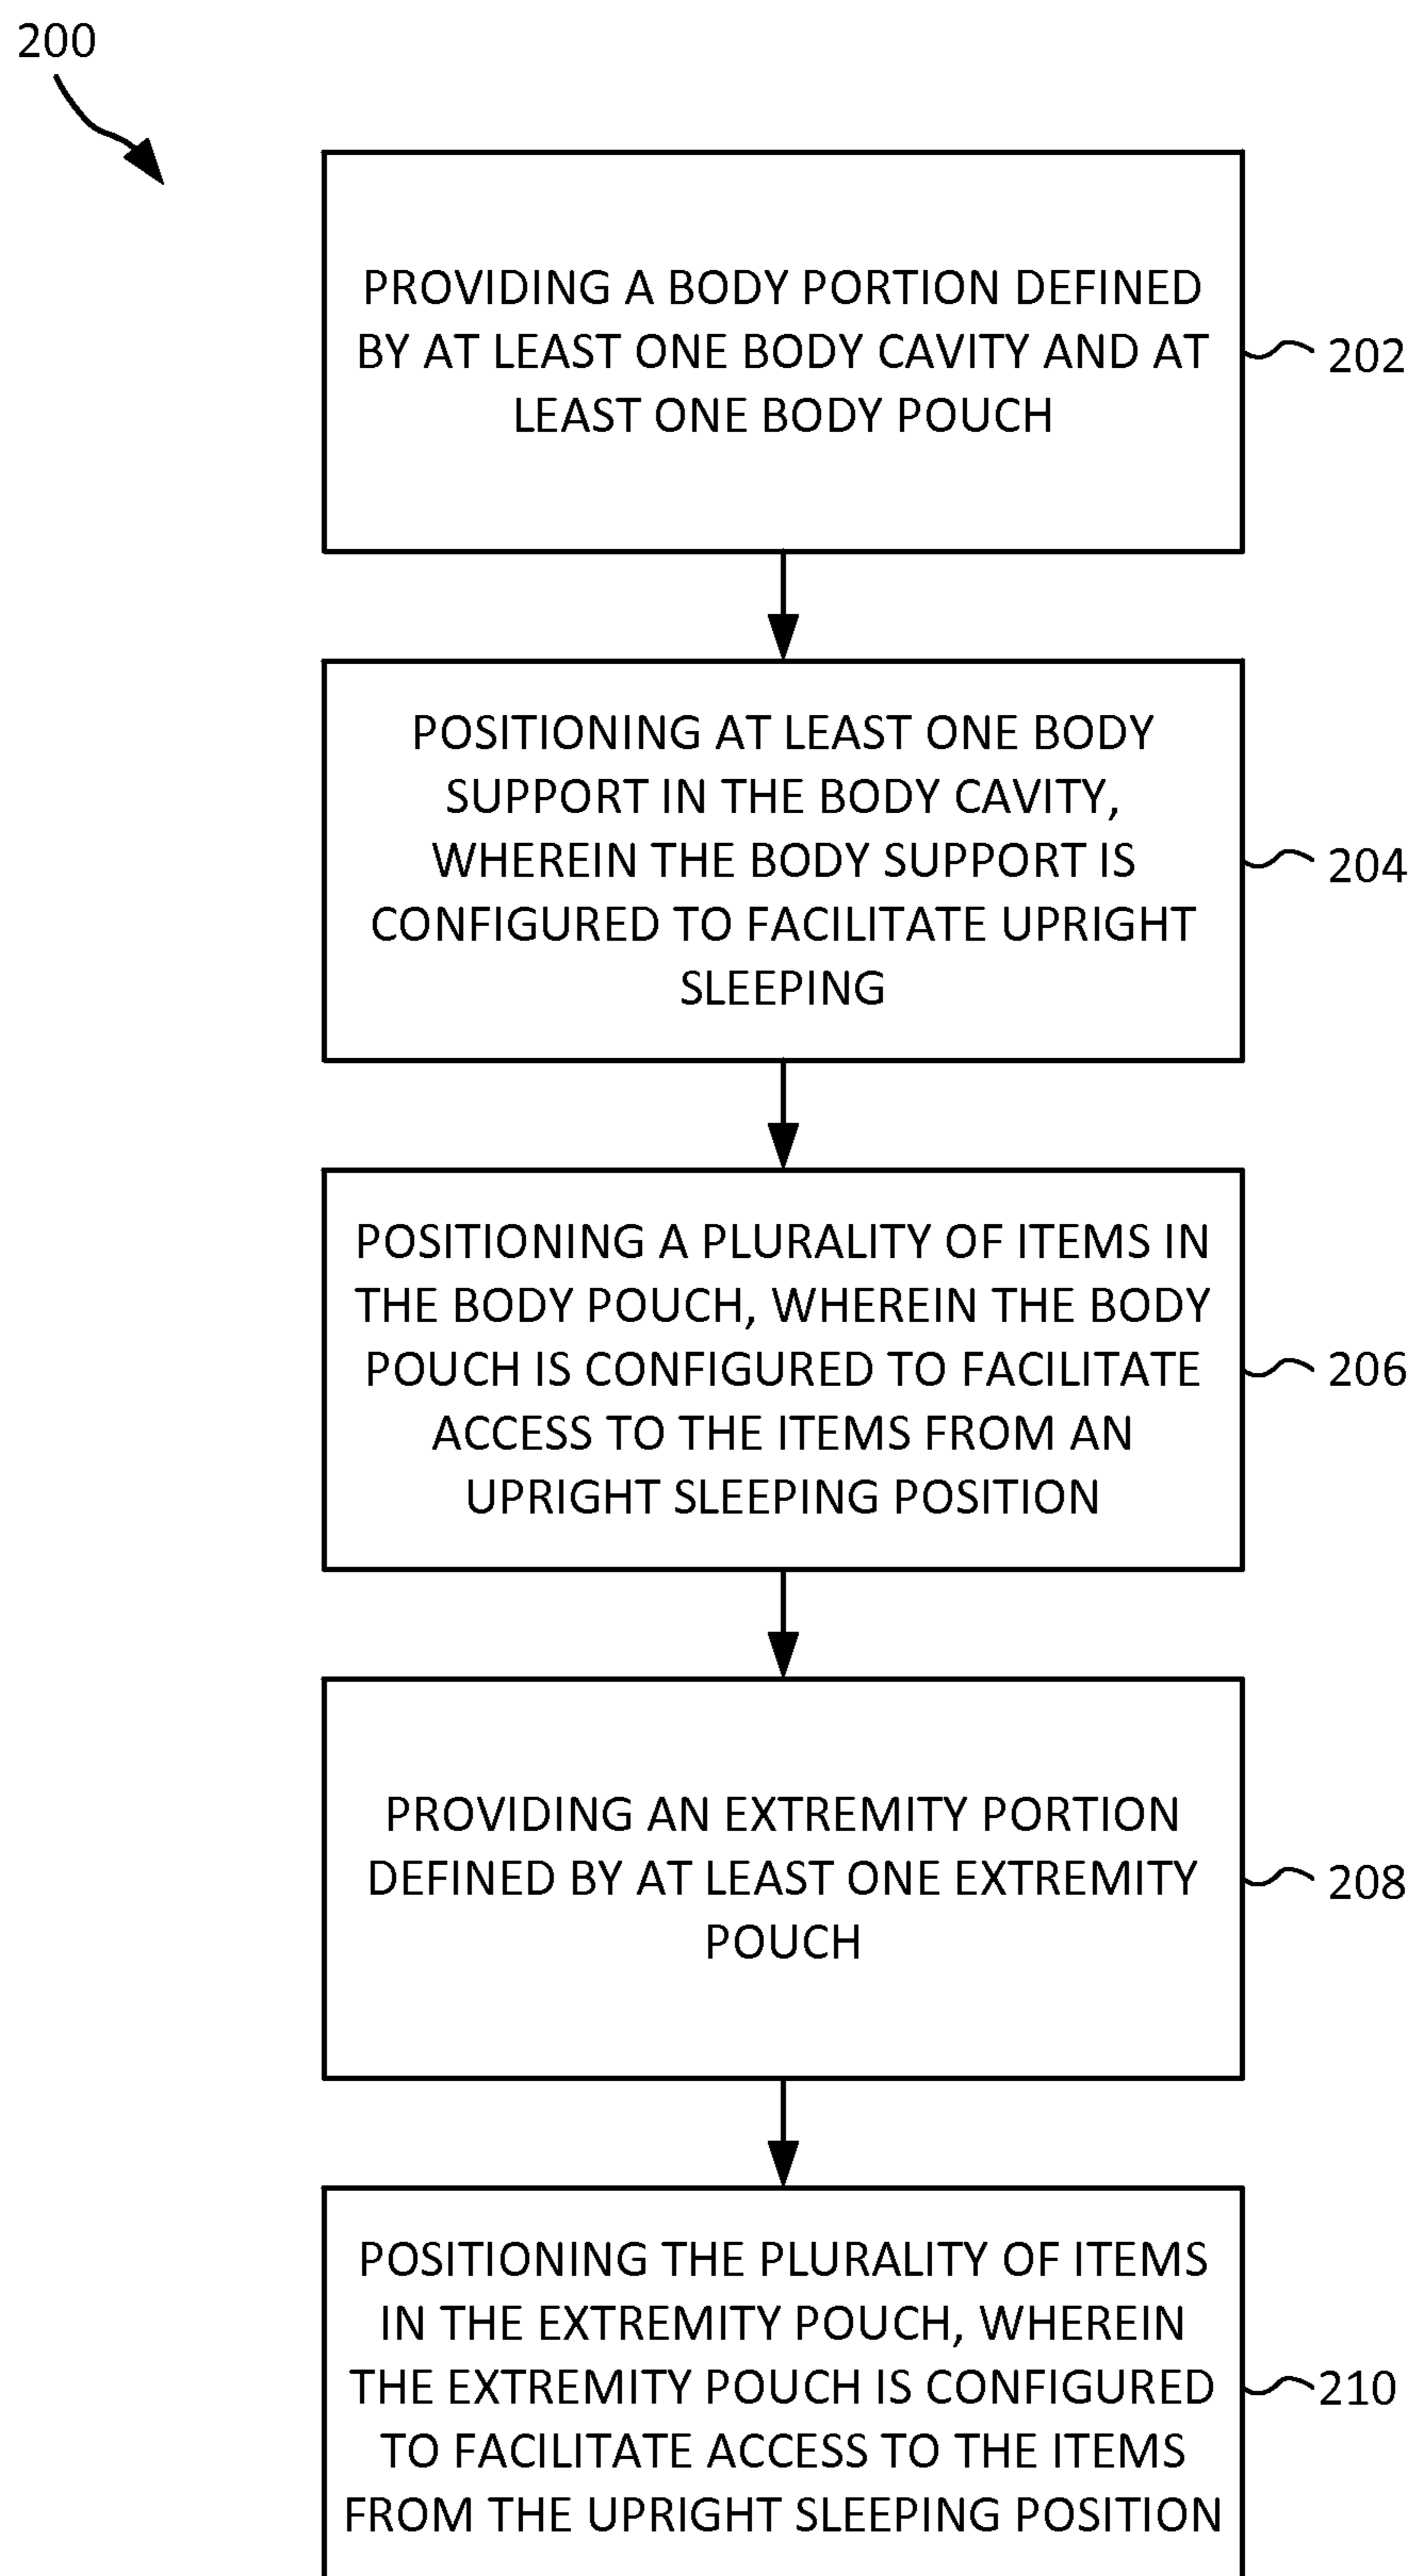 200
PROVIDING A BODY PORTION DEFINED
BY AT LEAST ONE BODY CAVITY AND AT
LEAST ONE BODY POUCH
202
POSITIONING AT LEAST ONE BODY
SUPPORT IN THE BODY CAVITY,
WHEREIN THE BODY SUPPORT IS
CONFIGURED TO FACILITATE UPRIGHT
SLEEPING
204
POSITIONING A PLURALITY OF ITEMS IN
THE BODY POUCH, WHEREIN THE BODY
POUCH IS CONFIGURED TO FACILITATE
ACCESS TO THE ITEMS FROM AN
UPRIGHT SLEEPING POSITION
206
PROVIDING AN EXTREMITY PORTION
DEFINED BY AT LEAST ONE EXTREMITY
POUCH
208
POSITIONING THE PLURALITY OF ITEMS
IN THE EXTREMITY POUCH, WHEREIN
THE EXTREMITY POUCH IS CONFIGURED
TO FACILITATE ACCESS TO THE ITEMS
FROM THE UPRIGHT SLEEPING POSITION
210